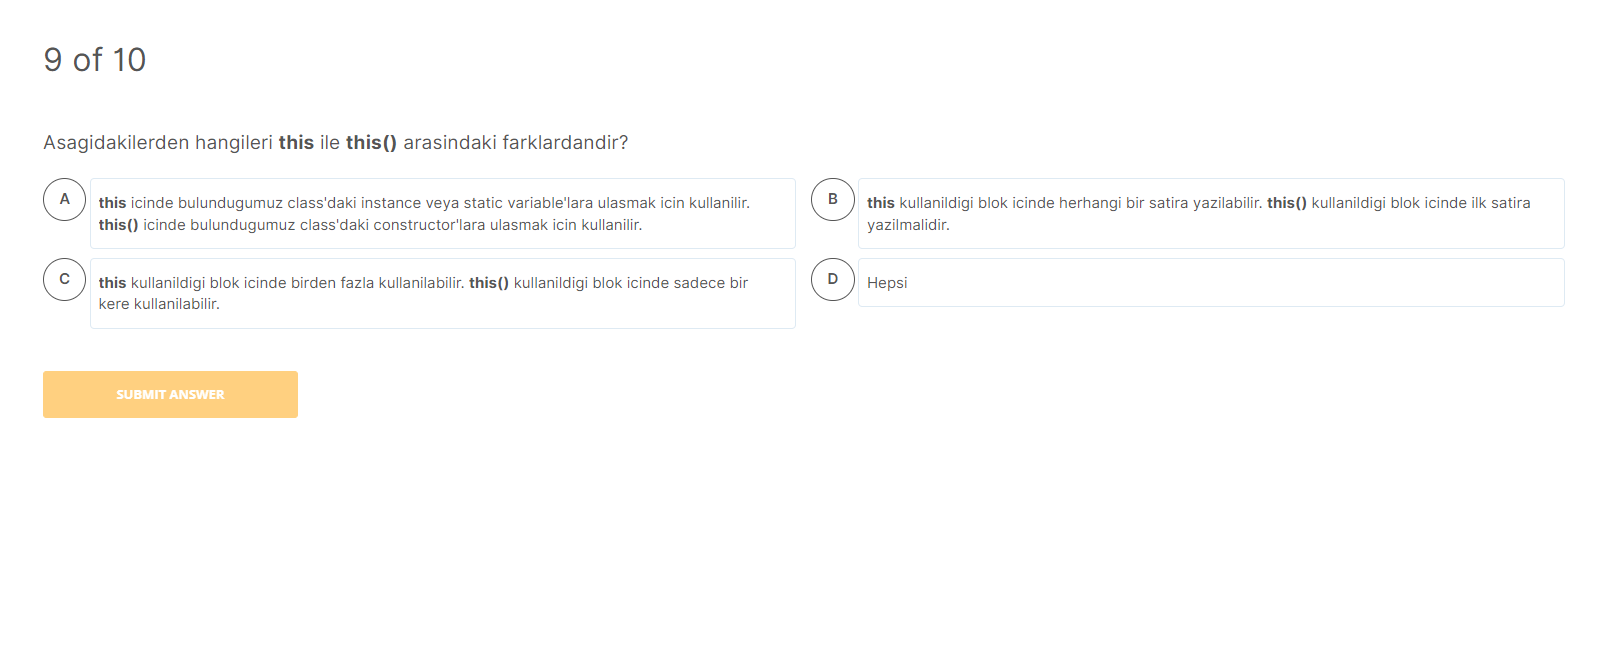 9 of 10
Asagidakilerden hangileri this ile this() arasindaki farklardandir?
A
this icinde bulundugumuz class'daki instance veya static variable'lara ulasmak icin kullanilir.
this() icinde bulundugumuz class'daki constructor'lara ulasmak icin kullanilir.
B
this kullanildigi blok icinde herhangi bir satira yazilabilir. this() kullanildigi blok icinde ilk satira
yazilmalidir.
C
this kullanildigi blok icinde birden fazla kullanilabilir. this() kullanildigi blok icinde sadece bir
kere kullanilabilir.
D
Hepsi
SUBMIT ANSWER